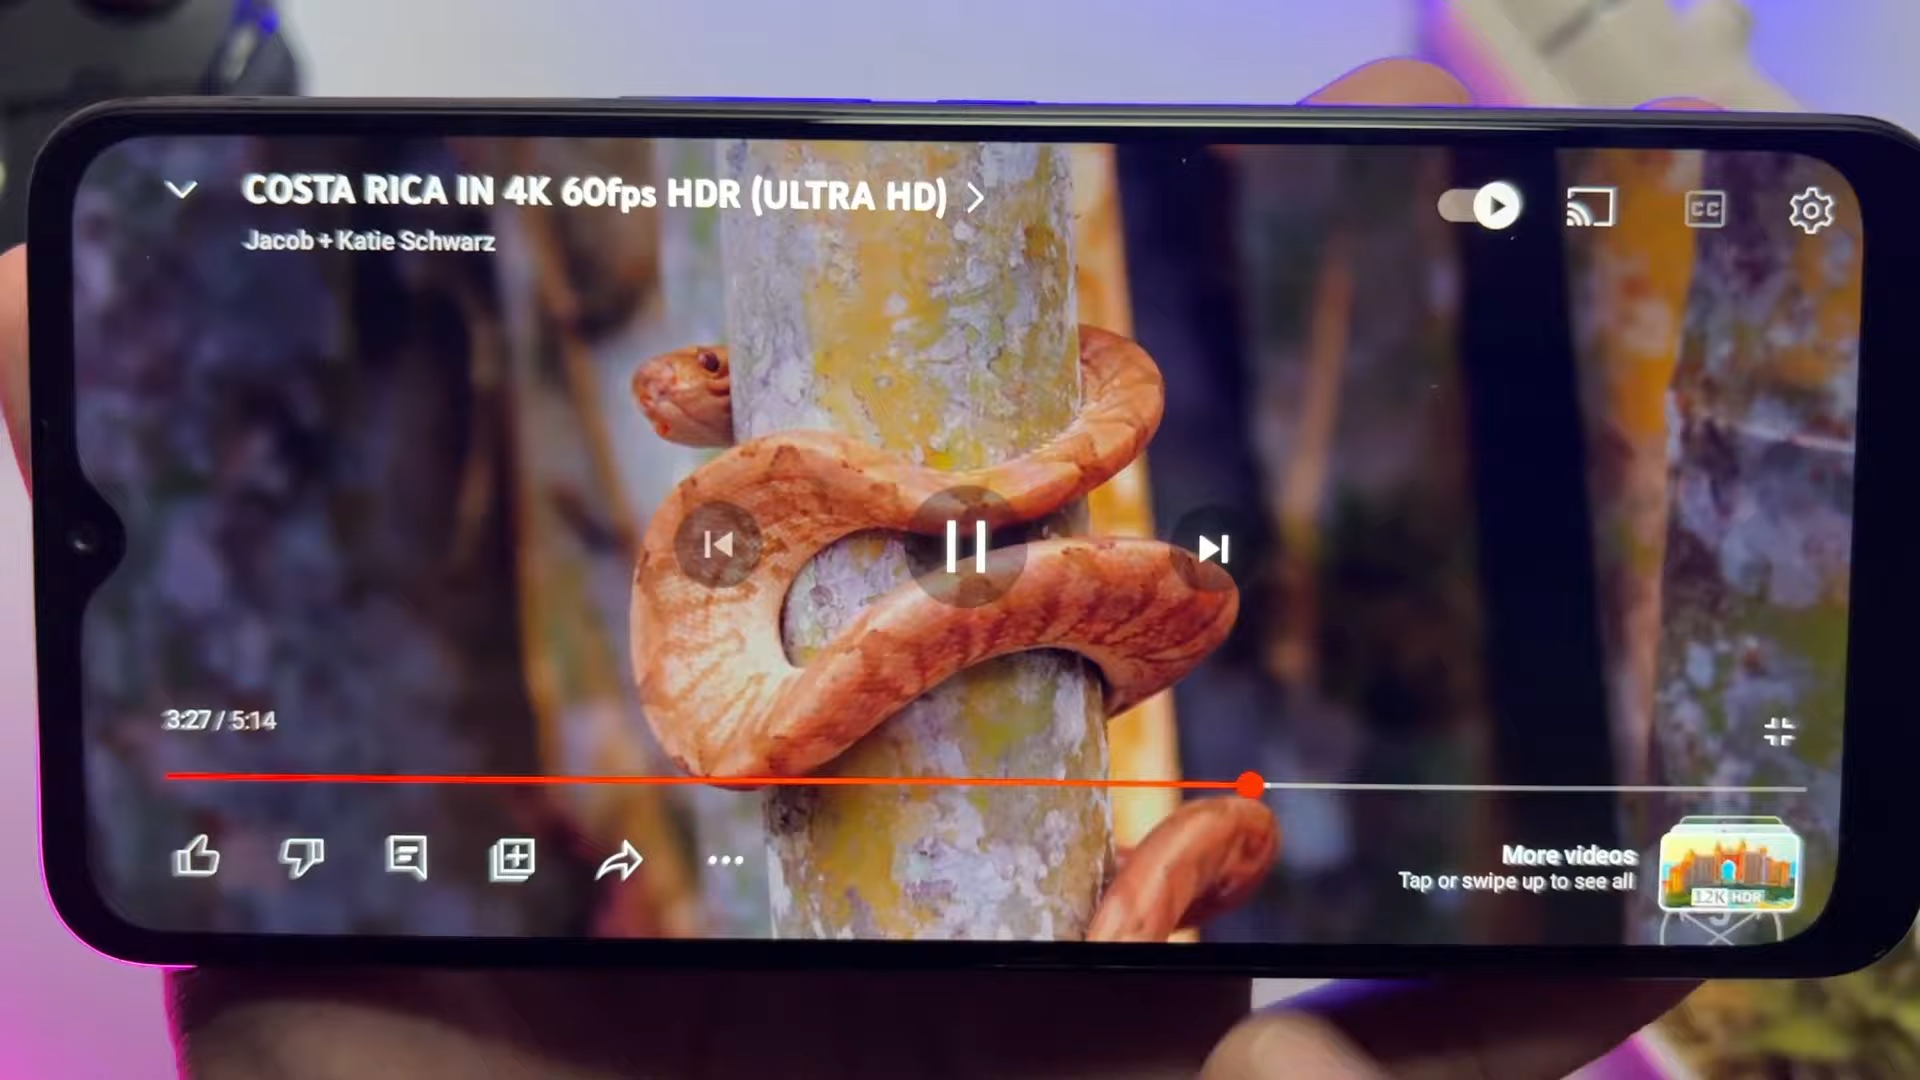 COSTA RICA IN 4K 60fps HDR (ULTRA HD)
Jacob + Katie Schwarz
CC
3:27 / 5:14
More videos
Tap or swipe up to see all
12K HDR